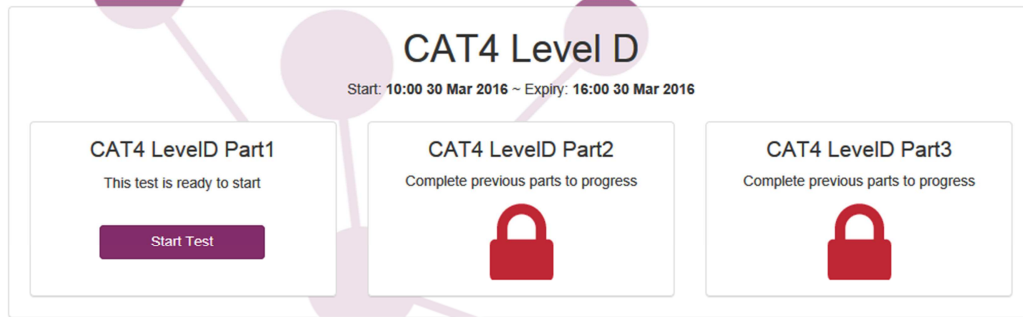 CAT4 Level D
Start: 10:00 30 Mar 2016 ~ Expiry: 16:00 30 Mar 2016
CAT4 LevelD Part1
This test is ready to start
Start Test
CAT4 LevelD Part2
Complete previous parts to progress
CAT4 LevelD Part3
Complete previous parts to progress